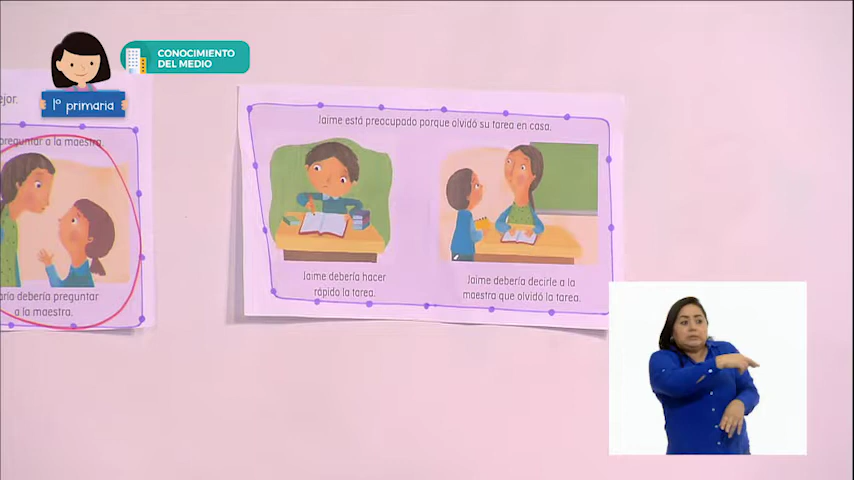 CONOCIMIENTO
DEL MEDIO
1° primaria
ejor.
preguntar a la maestra.
ario debería preguntar
a la maestra.
Jaime está preocupado porque olvidó su tarea en casa.
Jaime debería hacer
rápido la tarea.
Jaime debería decirle a la
maestra que olvidó la tarea.